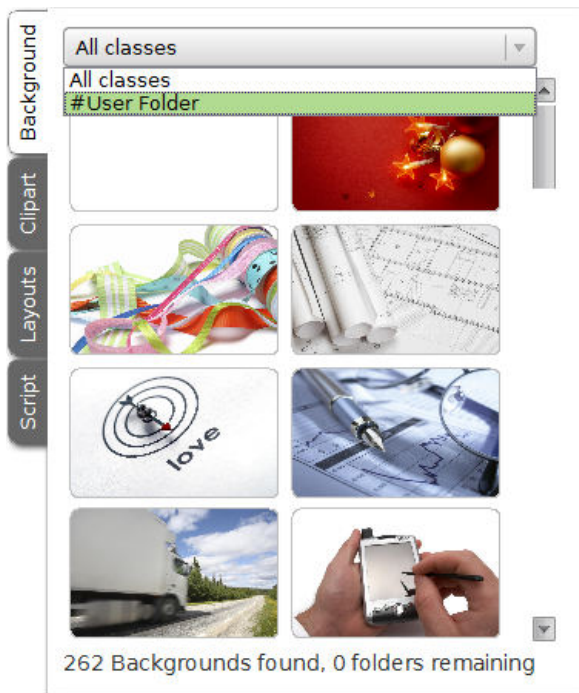 Background
Clipart
Layouts
Script
All classes
All classes
#User Folder
love
262 Backgrounds found, 0 folders remaining